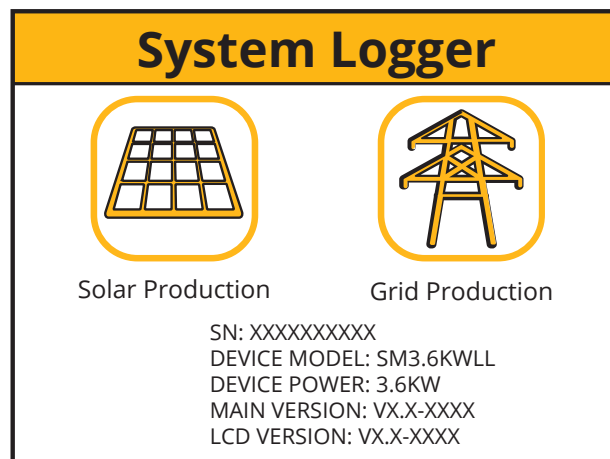 System Logger
Solar Production
Grid Production
SN: XXXXXXXXXX
DEVICE MODEL: SM3.6KWLL
DEVICE POWER: 3.6KW
MAIN VERSION: VX.X-XXXX
LCD VERSION: VX.X-XXXX